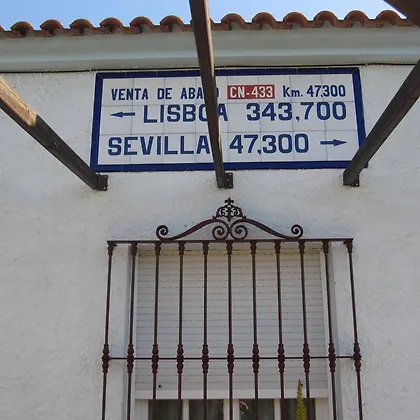 VENTA DE ABAJO CN-433 Km. 47,300
← LISBOA 343,700
SEVILLA 47,300 →